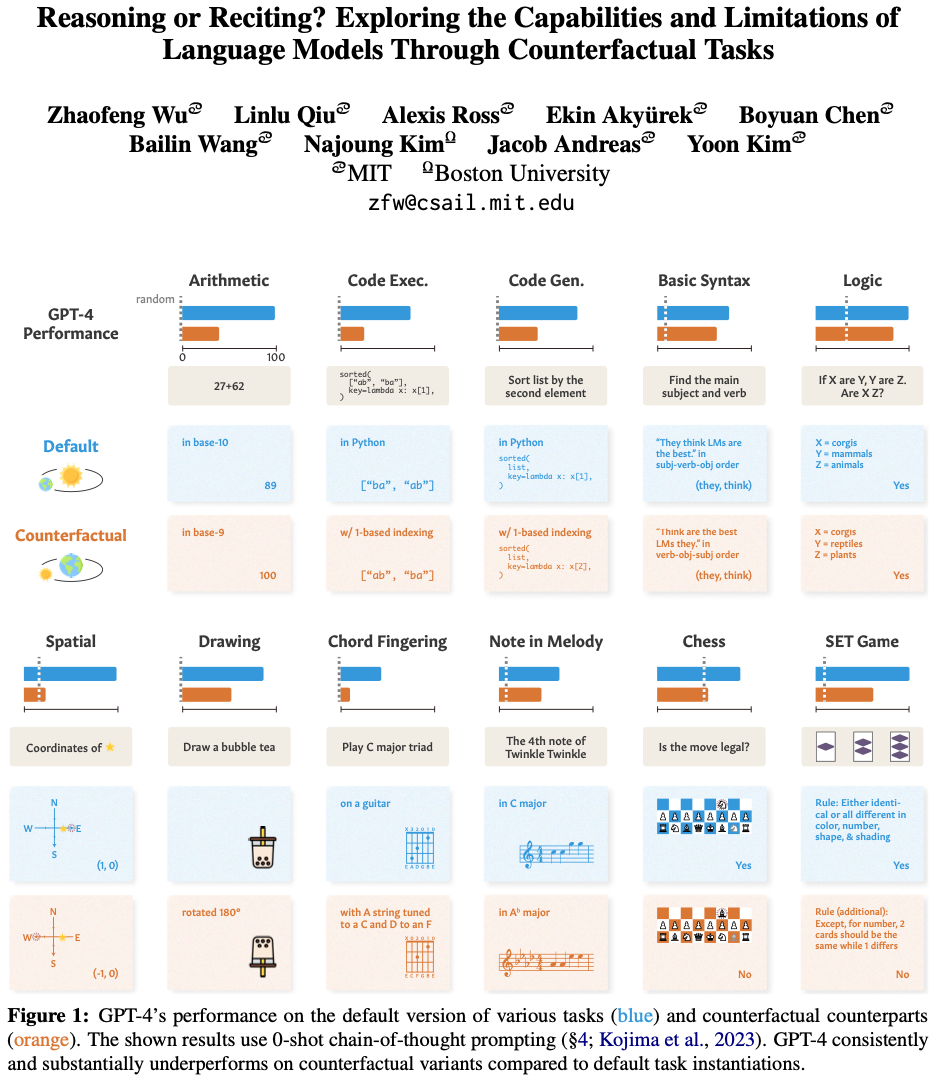 Reasoning or Reciting? Exploring the Capabilities and Limitations of
Language Models Through Counterfactual Tasks
Zhaofeng Wu Linlu Qiu Alexis Ross Ekin Akyürek Boyuan Chen
Bailin Wang Najoung KimΩ Jacob Andreas Yoon Kim
MIT ΩBoston University
zfw@csail.mit.edu
Arithmetic Code Exec. Code Gen. Basic Syntax Logic
random
GPT-4
Performance
0 100
27+62
sorted(
["ab", "ba"],
key=lambda x: x[1],
)
Sort list by the
second element
Find the main
subject and verb
If X are Y, Y are Z.
Are X Z?
Default
in base-10
89
in Python
["ba", "ab"]
in Python
sorted(
list,
key=lambda x: x[1],
)
"They think LMs are
the best." in
subj-verb-obj order
(they, think)
X = corgis
Y = mammals
Z = animals
Yes
Counterfactual
in base-9
100
w/ 1-based indexing
["ab", "ba"]
w/ 1-based indexing
sorted(
list,
key=lambda x: x[2],
)
"Think are the best
LMs they." in
verb-obj-subj order
(they, think)
X = corgis
Y = reptiles
Z = plants
Yes
Spatial Drawing Chord Fingering Note in Melody Chess SET Game
Coordinates of
Draw a bubble tea
Play C major triad
The 4th note of
Twinkle Twinkle
Is the move legal?
N
W E
S
(1, 0)
on a guitar
X 3 2 0 1 0
E A D G B E
in C major
Yes
Rule: Either identi-
cal or all different in
color, number,
shape, & shading
Yes
N
W E
S
(-1, 0)
rotated 180°
with A string tuned
to a C and D to an F
E C F G B E
in A♭ major
No
Rule (additional):
Except, for number, 2
cards should be the
same while 1 differs
No
Figure 1: GPT-4's performance on the default version of various tasks (blue) and counterfactual counterparts
(orange). The shown results use 0-shot chain-of-thought prompting (§4; Kojima et al., 2023). GPT-4 consistently
and substantially underperforms on counterfactual variants compared to default task instantiations.